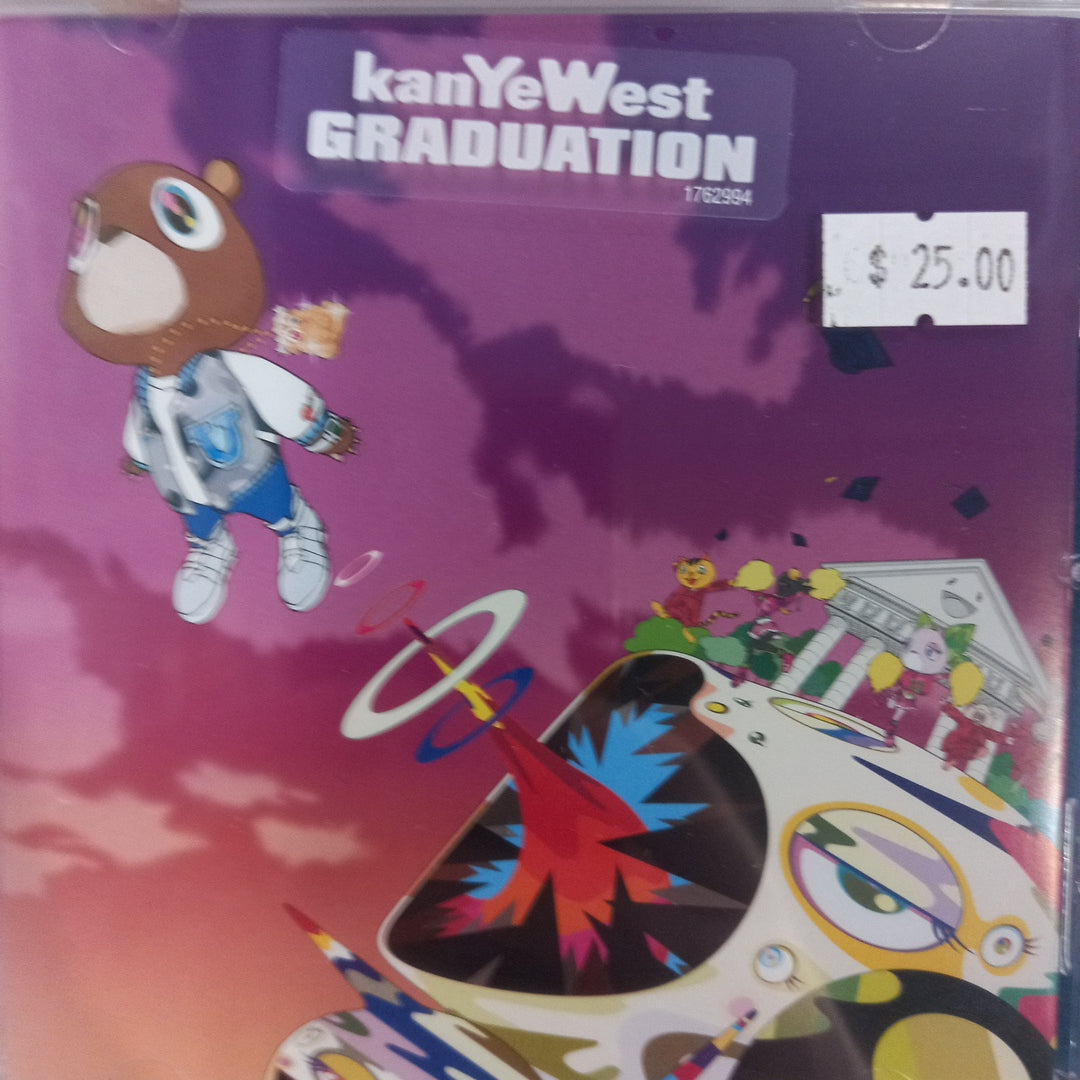 kanYeWest
GRADUATION
1762994
$ 25.00